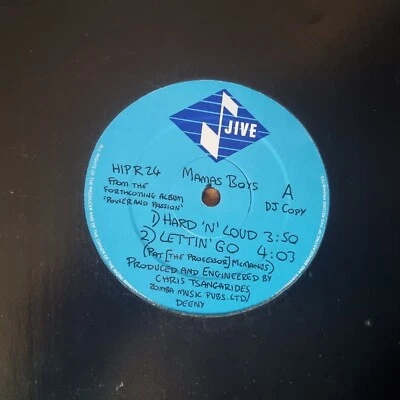 JIVE
HIP R 24
MAMAS BOYS
A
DJ COPY
FROM THE
FORTHCOMING ALBUM
'POWER AND PASSION'
1) HARD 'N' LOUD 3:50
2) LETTIN' GO 4:03
(PAT [THE PROFESSOR] McMANUS)
PRODUCED AND ENGINEERED BY
CHRIS TSANGARIDES
ZOMBA MUSIC PUBS. LTD/
DEENY